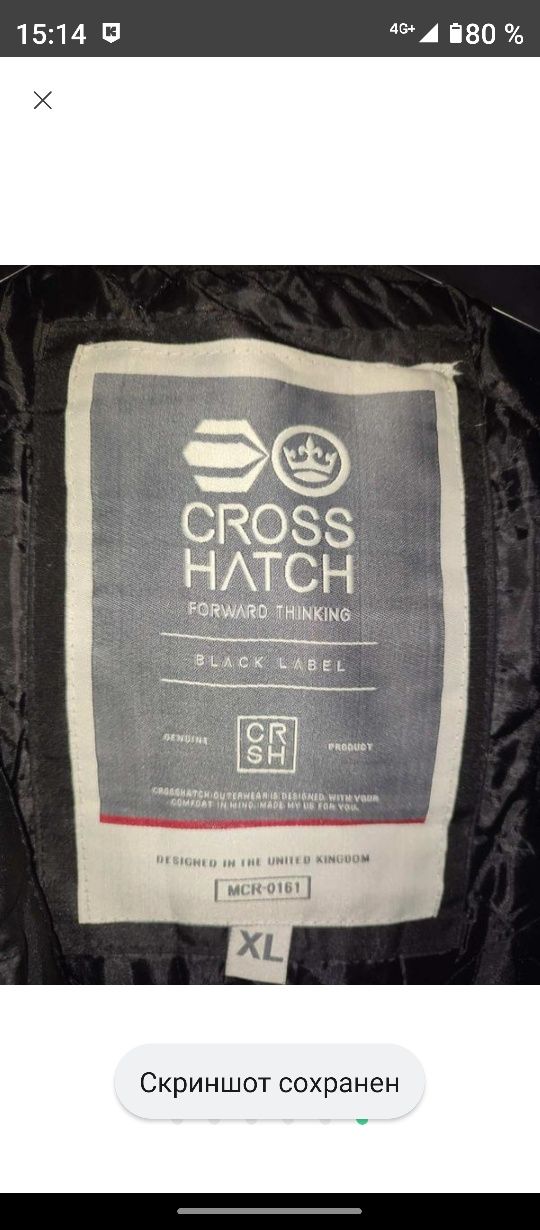 15:14
4G+ 80 %
CROSS
HATCH
FORWARD THINKING
BLACK LABEL
GENUINE CR SH PRODUCT
CROSSHATCH OUTERWEAR IS DESIGNED WITH YOUR
COMFORT IN MIND. MADE MY US FOR YOU.
DESIGNED IN THE UNITED KINGDOM
MCR-0161
XL
Скриншот сохранен